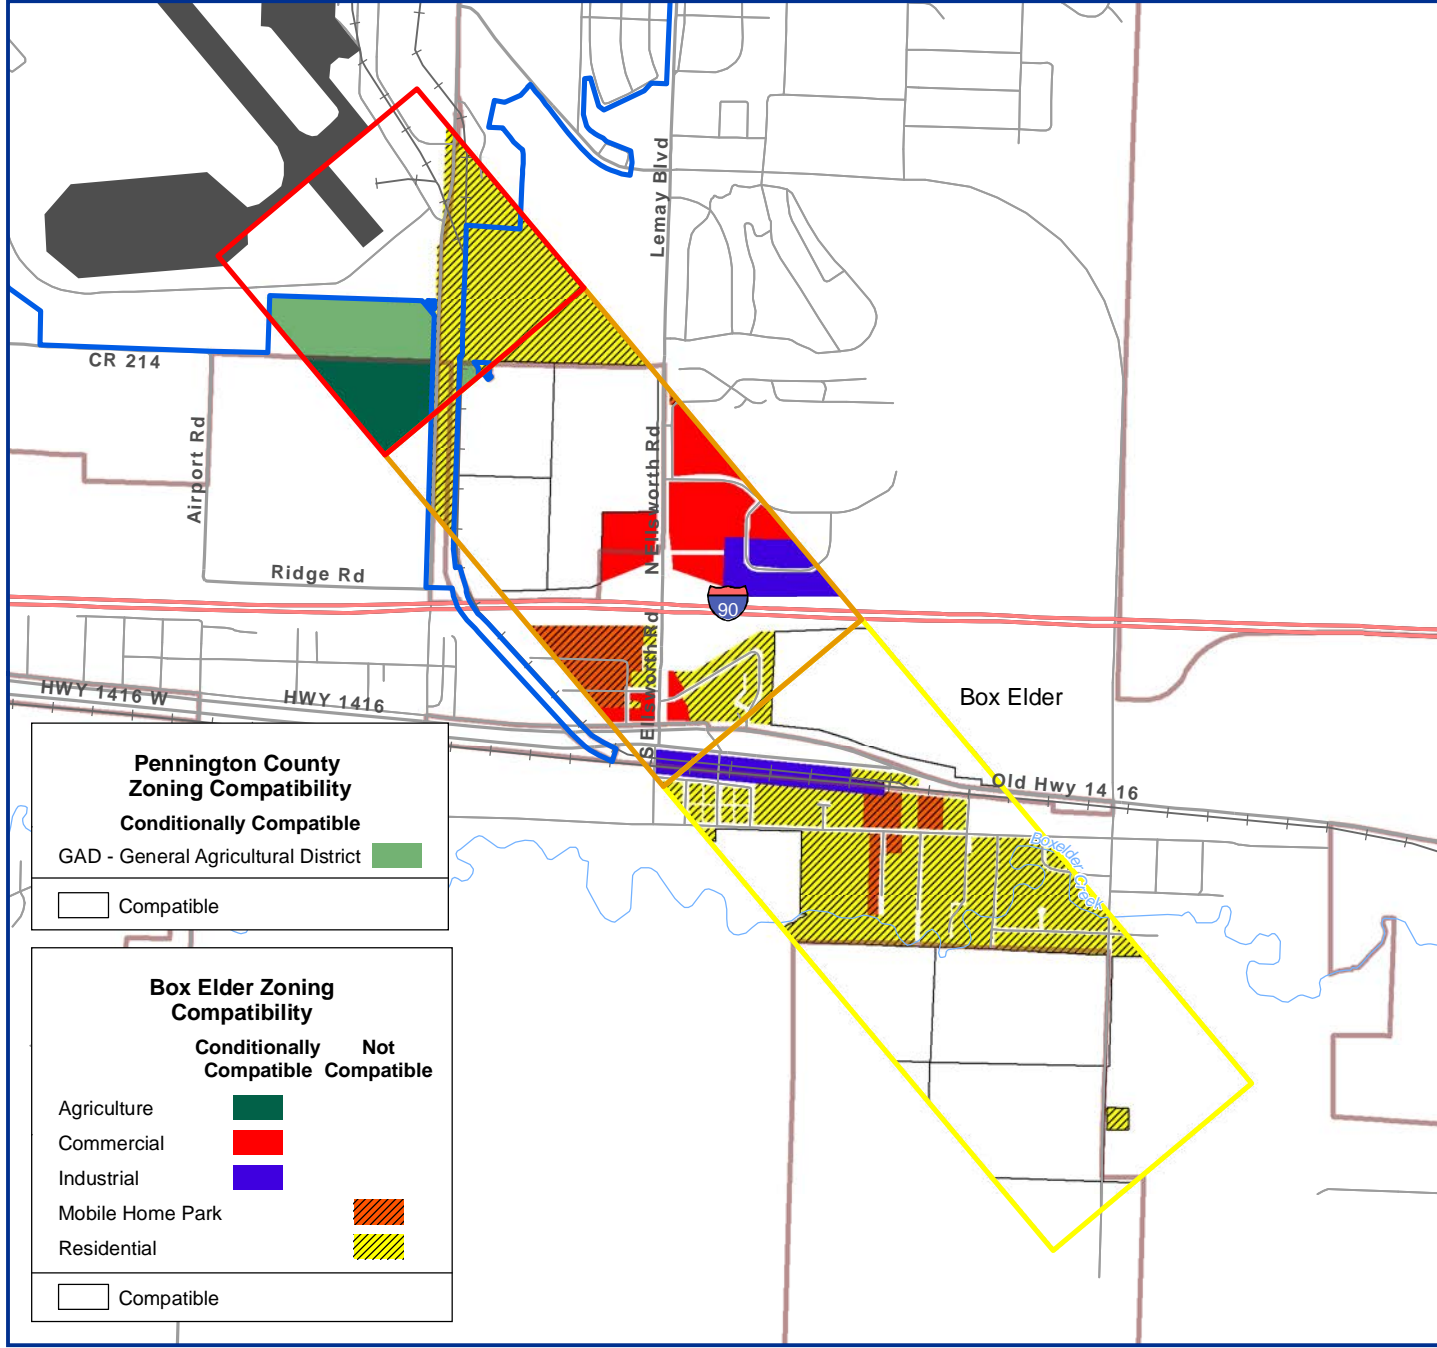 Lemay Blvd
CR 214
Airport Rd
N Ellsworth Rd
Ridge Rd
90
S Ellsworth Rd
HWY 1416 W
HWY 1416
Box Elder
Old Hwy 14 16
Boxelder Creek
Pennington County
Zoning Compatibility
Conditionally Compatible
GAD - General Agricultural District
Compatible
Box Elder Zoning
Compatibility
Conditionally Compatible
Not Compatible
Agriculture
Commercial
Industrial
Mobile Home Park
Residential
Compatible